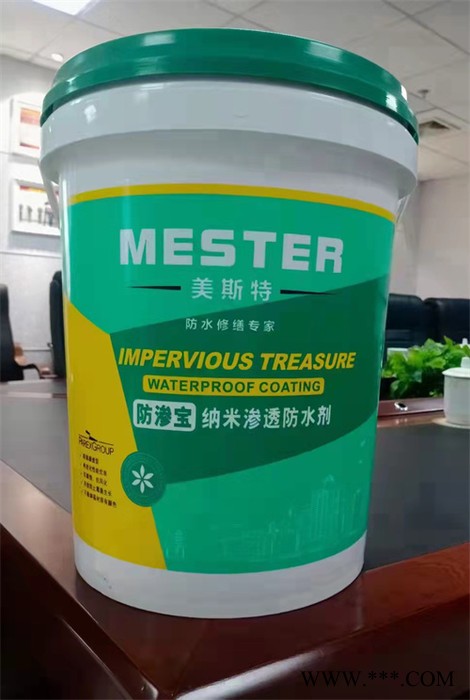 MESTER
美斯特
防水修缮专家
IMPERVIOUS TREASURE
WATERPROOF COATING
防渗宝 纳米渗透防水剂
PAREXGROUP
WWW.***.COM